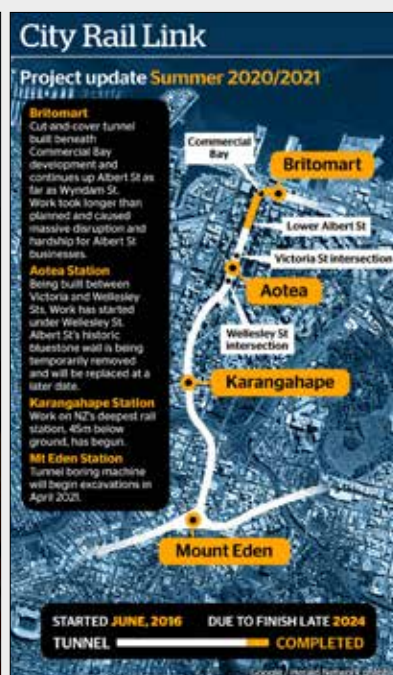 City Rail Link
Project update Summer 2020/2021
Britomart
Cut-and-cover tunnel
built beneath
Commercial Bay
development and
continues up Albert St as
far as Wyndam St.
Work took longer than
planned and caused
massive disruption and
hardship for Albert St
businesses.
Aotea Station
Being built between
Victoria and Wellesley
Sts. Work has started
under Wellesley St.
Albert St's historic
bluestone wall is being
temporarily removed
and will be replaced at a
later date.
Karangahape Station
Work on NZ's deepest rail
station, 45m below
ground, has begun.
Mt Eden Station
Tunnel boring machine
will begin excavations in
April 2021.
Commercial
Bay
Britomart
Lower Albert St
Victoria St intersection
Aotea
Wellesley St
intersection
Karangahape
Mount Eden
STARTED JUNE, 2016 DUE TO FINISH LATE 2024
TUNNEL COMPLETED
Google / Herald Network